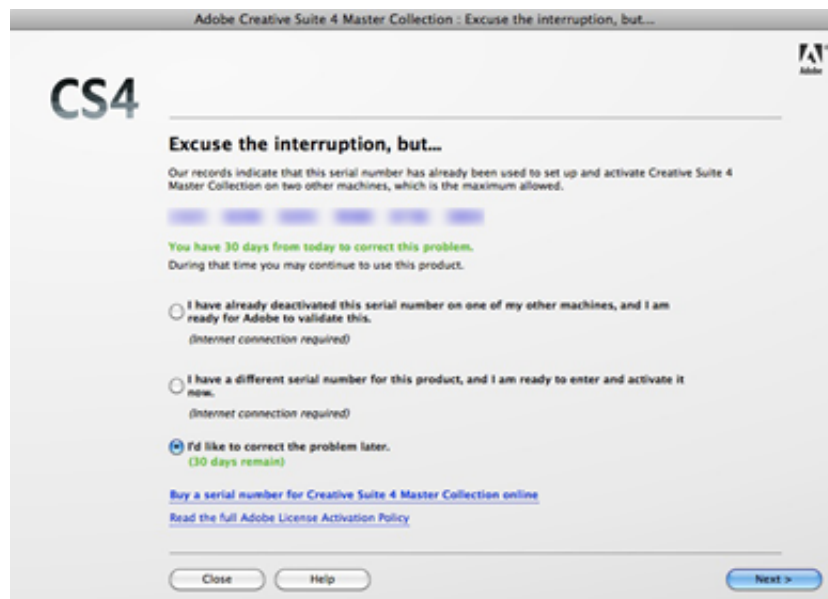 Adobe Creative Suite 4 Master Collection : Excuse the interruption, but...
Adobe
CS4
Excuse the interruption, but...
Our records indicate that this serial number has already been used to set up and activate Creative Suite 4
Master Collection on two other machines, which is the maximum allowed.
You have 30 days from today to correct this problem.
During that time you may continue to use this product.
I have already deactivated this serial number on one of my other machines, and I am
ready for Adobe to validate this.
(Internet connection required)
I have a different serial number for this product, and I am ready to enter and activate it
now.
(Internet connection required)
I'd like to correct the problem later.
(30 days remain)
Buy a serial number for Creative Suite 4 Master Collection online
Read the full Adobe License Activation Policy
Close Help Next >